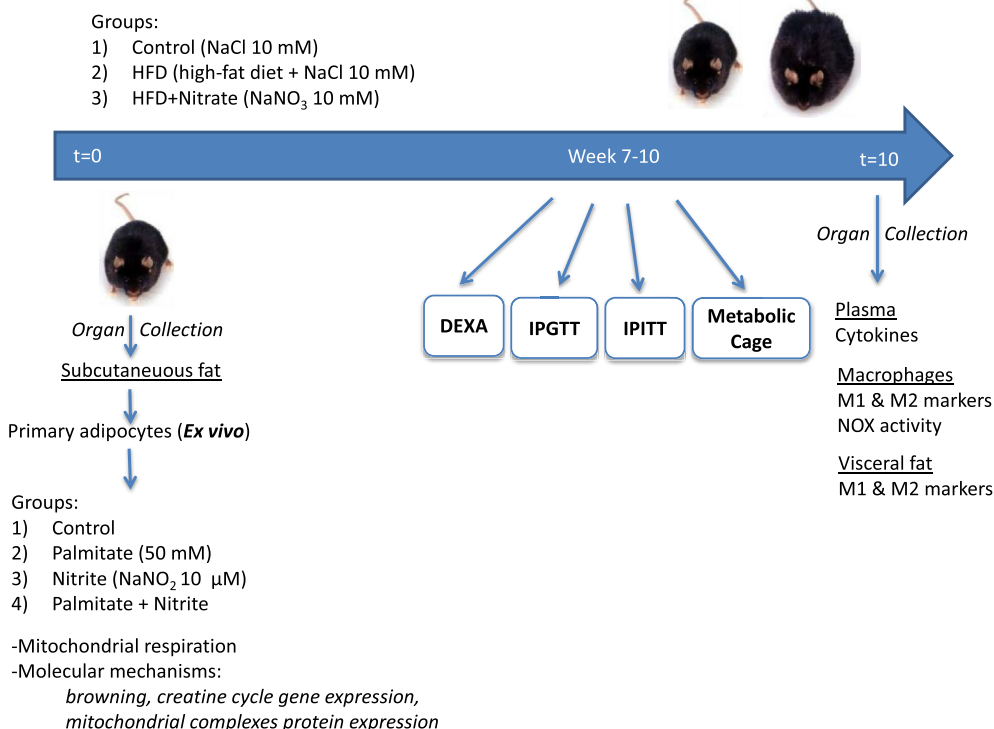 Groups:
1) Control (NaCl 10 mM)
2) HFD (high-fat diet + NaCl 10 mM)
3) HFD+Nitrate (NaNO3 10 mM)
t=0
Week 7-10
t=10
Organ Collection
Subcutaneuous fat
Primary adipocytes (Ex vivo)
Groups:
1) Control
2) Palmitate (50 mM)
3) Nitrite (NaNO2 10 μM)
4) Palmitate + Nitrite
-Mitochondrial respiration
-Molecular mechanisms:
browning, creatine cycle gene expression,
mitochondrial complexes protein expression
DEXA
IPGTT
IPITT
Metabolic
Cage
Organ Collection
Plasma
Cytokines
Macrophages
M1 & M2 markers
NOX activity
Visceral fat
M1 & M2 markers